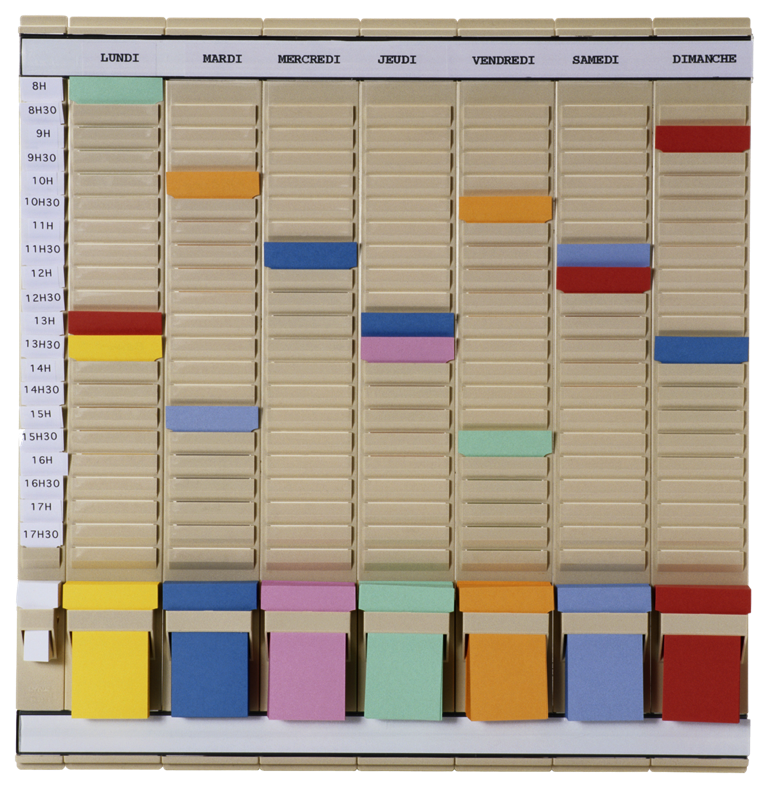 LUNDI MARDI MERCREDI JEUDI VENDREDI SAMEDI DIMANCHE
8H
8H30
9H
9H30
10H
10H30
11H
11H30
12H
12H30
13H
13H30
14H
14H30
15H
15H30
16H
16H30
17H
17H30